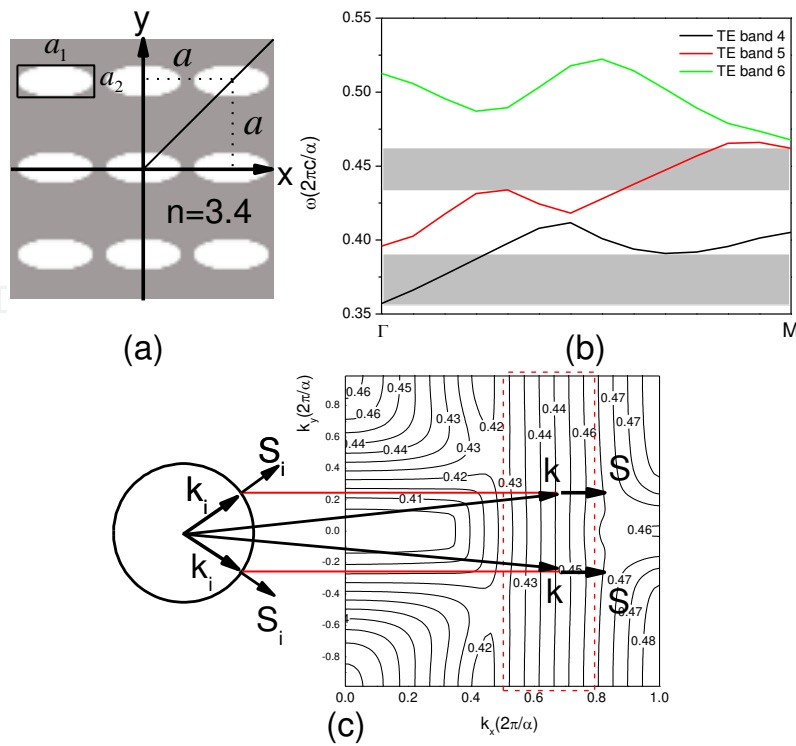 y
a₁
a₂
a
a
x
n=3.4
(a)
0.55
0.50
0.45
0.40
0.35
ω(2πc/α)
TE band 4
TE band 5
TE band 6
Γ
M
(b)
Sᵢ
kᵢ
kᵢ
Sᵢ
k_y(2π/α)
0.8
0.6
0.4
0.2
0.0
-0.2
-0.4
-0.6
-0.8
0.45
0.46
0.46
0.44
0.43
0.44
0.43
0.42
0.42
0.41
0.42
0.43
0.44
0.44
0.46
0.47
0.47
0.46
0.43
0.45
0.47
0.47
0.48
k
S
k
S
0.0
0.2
0.4
0.6
0.8
1.0
kₓ(2π/α)
(c)